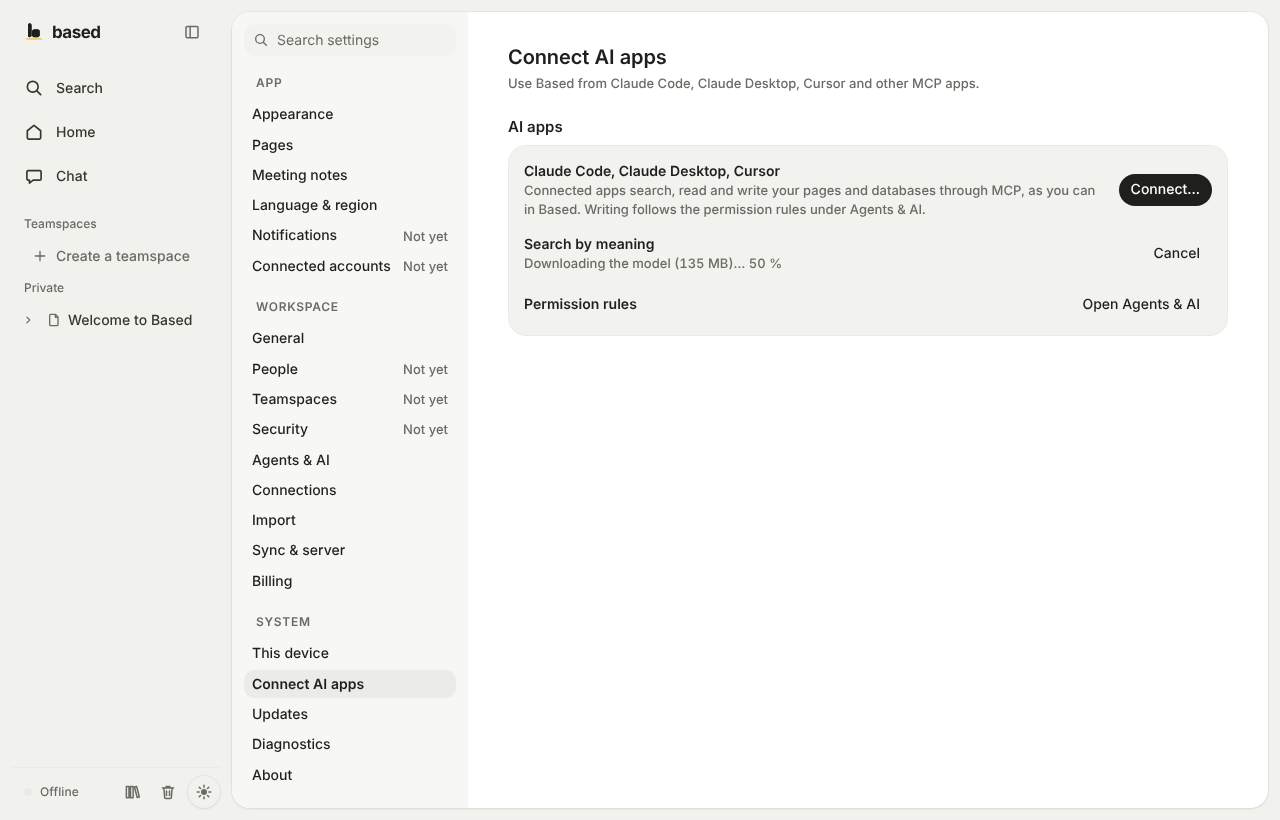 based
Search
Home
Chat
Teamspaces
Create a teamspace
Private
Welcome to Based
Offline
Search settings
APP
Appearance
Pages
Meeting notes
Language & region
Notifications Not yet
Connected accounts Not yet
WORKSPACE
General
People Not yet
Teamspaces Not yet
Security Not yet
Agents & AI
Connections
Import
Sync & server
Billing
SYSTEM
This device
Connect AI apps
Updates
Diagnostics
About
Connect AI apps
Use Based from Claude Code, Claude Desktop, Cursor and other MCP apps.
AI apps
Claude Code, Claude Desktop, Cursor
Connected apps search, read and write your pages and databases through MCP, as you can
in Based. Writing follows the permission rules under Agents & AI.
Connect...
Search by meaning
Downloading the model (135 MB)... 50 %
Cancel
Permission rules
Open Agents & AI